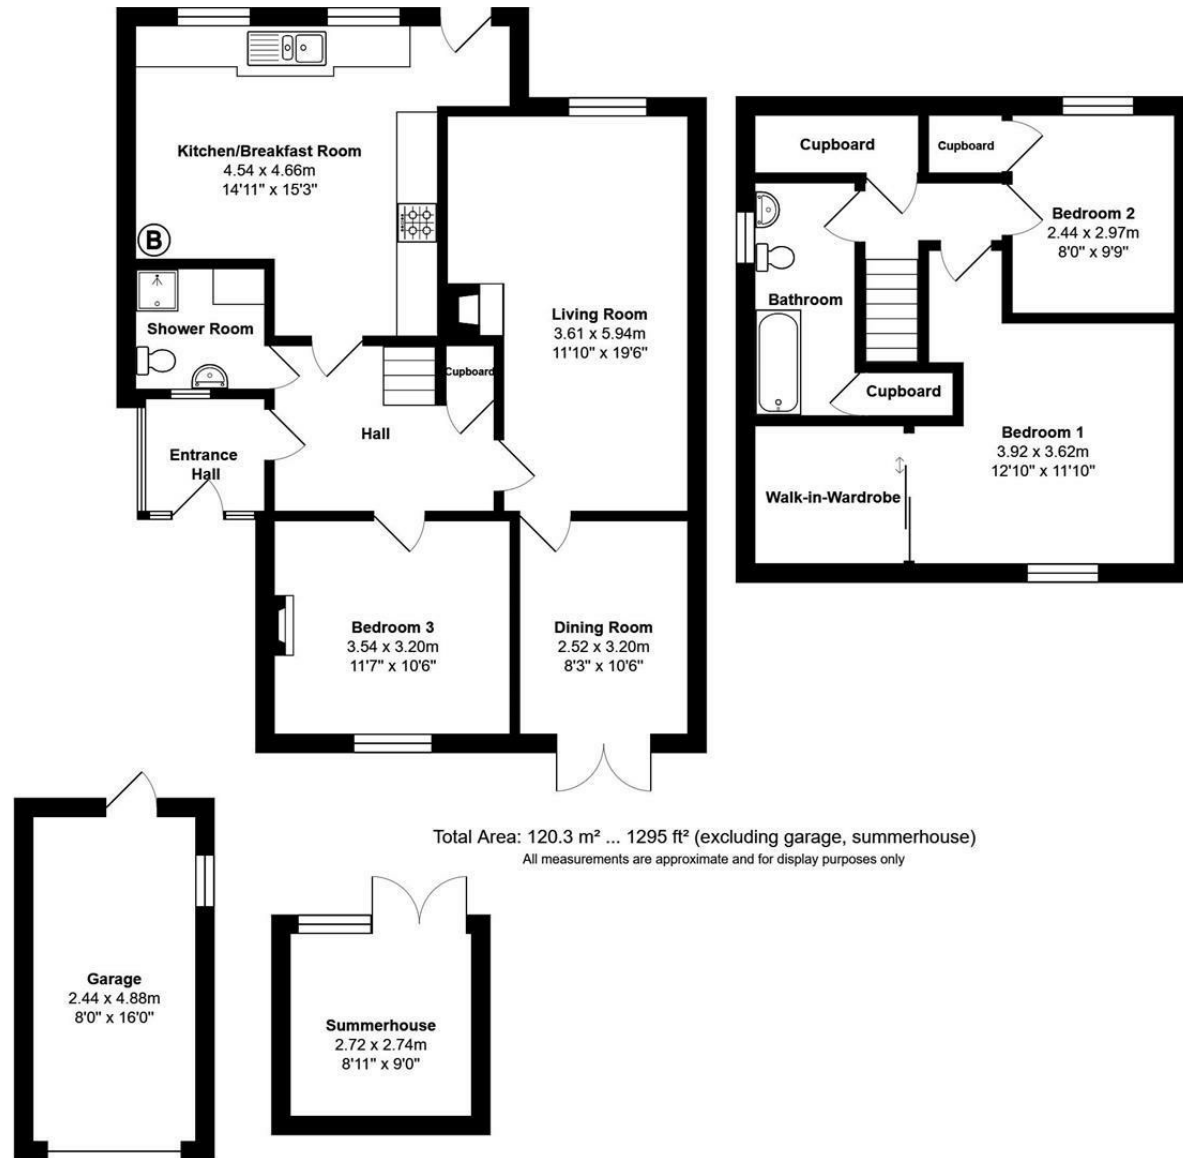 Kitchen/Breakfast Room
4.54 x 4.66m
14'11" x 15'3"
B
Shower Room
Entrance
Hall
Hall
Cupboard
Living Room
3.61 x 5.94m
11'10" x 19'6"
Bedroom 3
3.54 x 3.20m
11'7" x 10'6"
Dining Room
2.52 x 3.20m
8'3" x 10'6"
Cupboard
Cupboard
Bedroom 2
2.44 x 2.97m
8'0" x 9'9"
Bathroom
Cupboard
Bedroom 1
3.92 x 3.62m
12'10" x 11'10"
Walk-in-Wardrobe
Total Area: 120.3 m² ... 1295 ft² (excluding garage, summerhouse)
All measurements are approximate and for display purposes only
Garage
2.44 x 4.88m
8'0" x 16'0"
Summerhouse
2.72 x 2.74m
8'11" x 9'0"